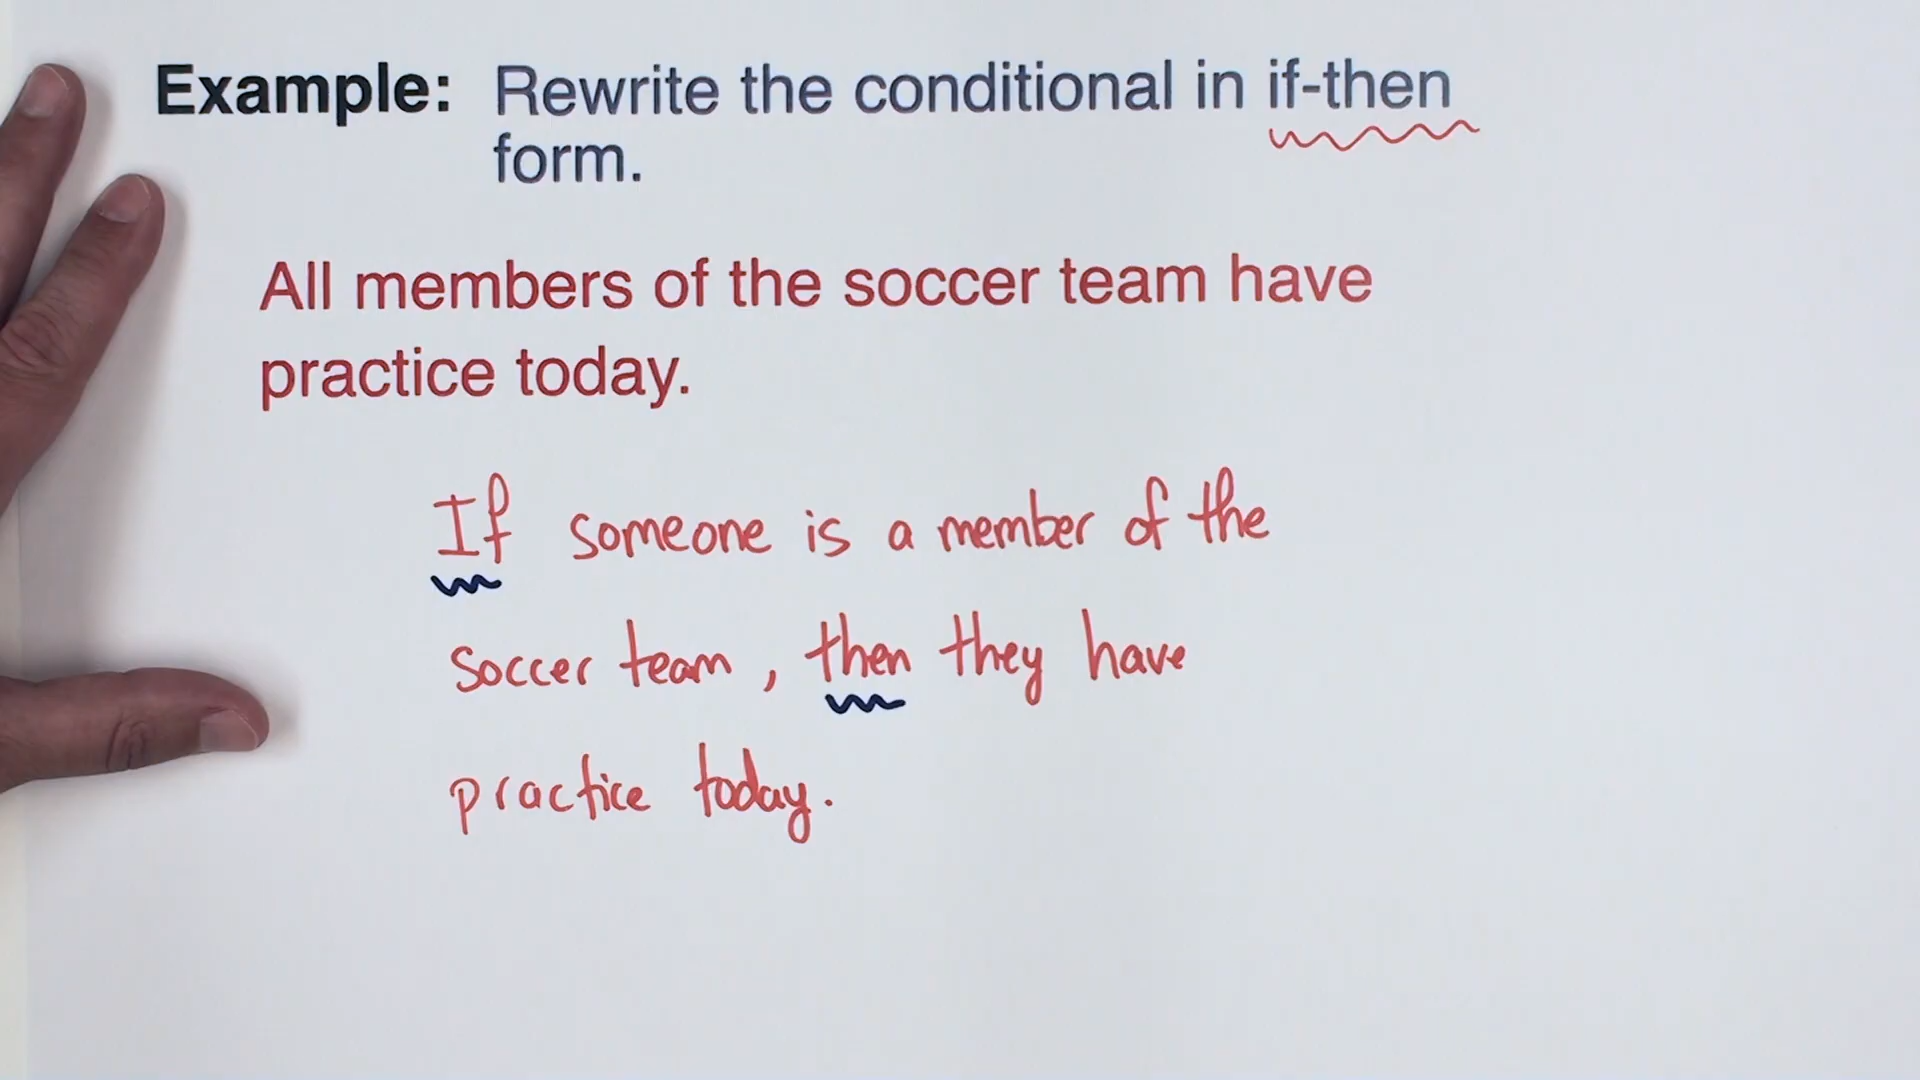 Example: Rewrite the conditional in if-then
form.
All members of the soccer team have
practice today.
If someone is a member of the
soccer team, then they have
practice today.